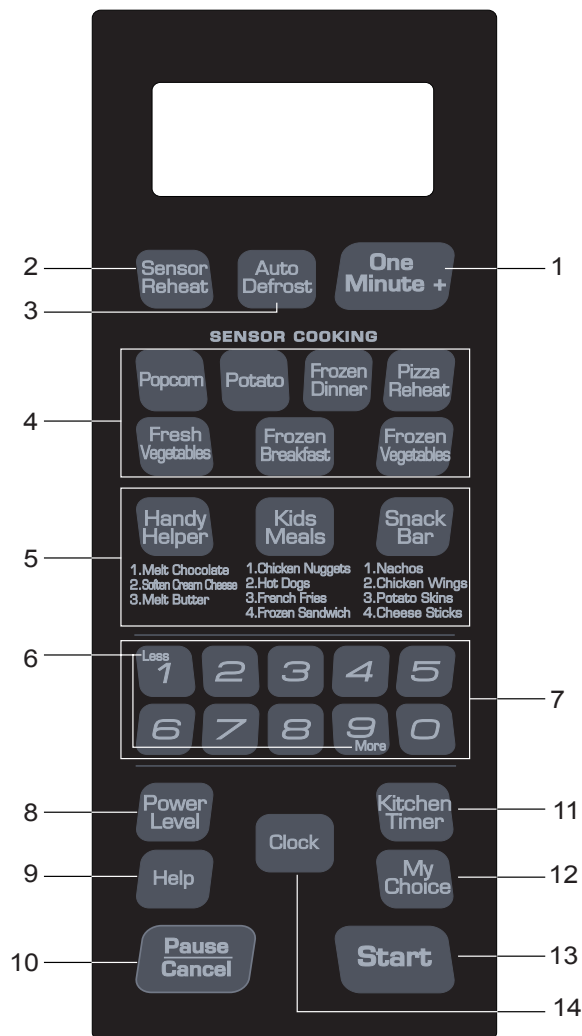 2
Sensor
Reheat
3
Auto
Defrost
One
Minute +
1
SENSOR COOKING
4
Popcorn
Potato
Frozen
Dinner
Pizza
Reheat
Fresh
Vegetables
Frozen
Breakfast
Frozen
Vegetables
5
Handy
Helper
1.Melt Chocolate
2.Soften Cream Cheese
3.Melt Butter
Kids
Meals
1.Chicken Nuggets
2.Hot Dogs
3.French Fries
4.Frozen Sandwich
Snack
Bar
1.Nachos
2.Chicken Wings
3.Potato Skins
4.Cheese Sticks
6
Less
1 2 3 4 5
7
6 7 8 9 0
More
8
Power
Level
Kitchen
Timer
11
Clock
9
Help
My
Choice
12
10
Pause
Cancel
Start
13
14